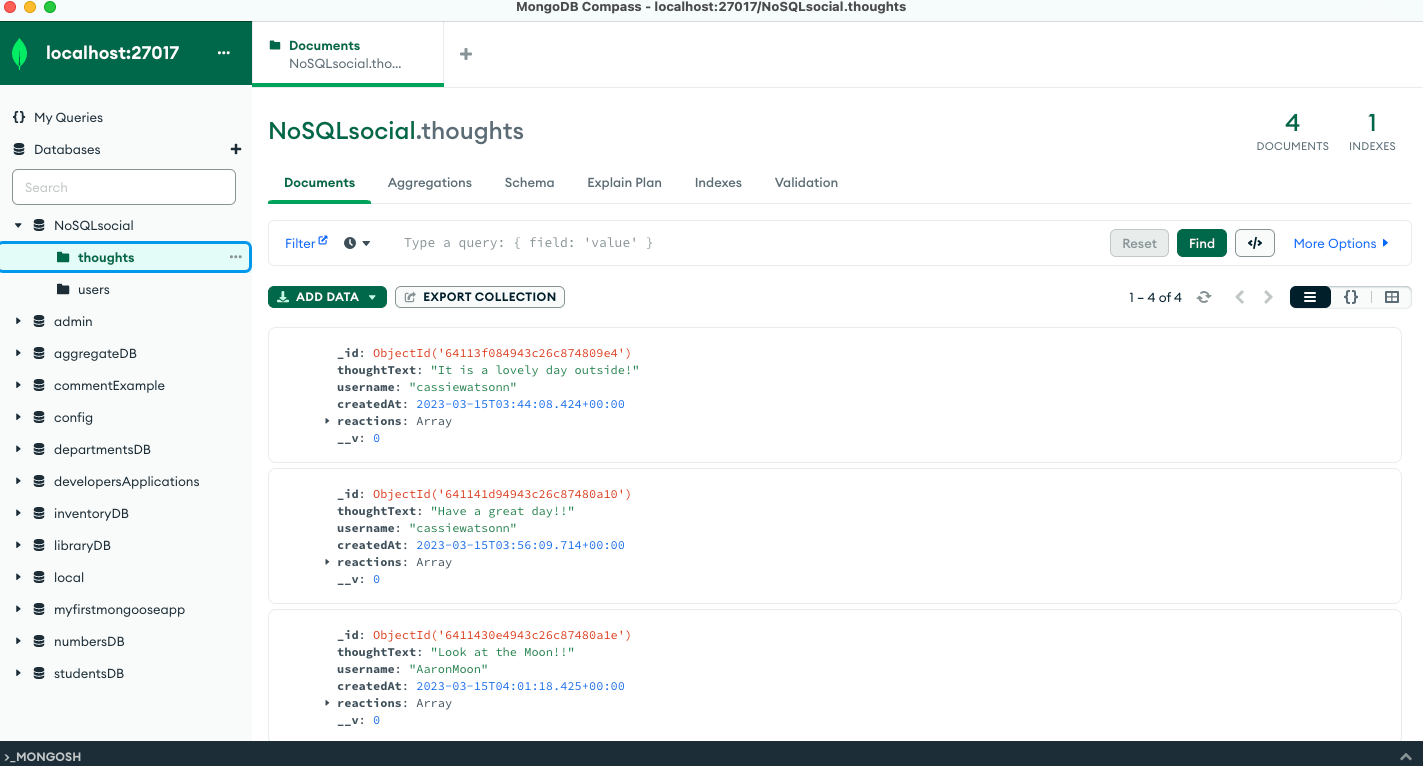 MongoDB Compass - localhost:27017/NoSQLsocial.thoughts
localhost:27017
Documents
NoSQLsocial.tho...
{} My Queries
Databases
Search
NoSQLsocial
thoughts
users
admin
aggregateDB
commentExample
config
departmentsDB
developersApplications
inventoryDB
libraryDB
local
myfirstmongooseapp
numbersDB
studentsDB
NoSQLsocial.thoughts
4
DOCUMENTS
1
INDEXES
Documents Aggregations Schema Explain Plan Indexes Validation
Filter Type a query: { field: 'value' } Reset Find </> More Options
ADD DATA EXPORT COLLECTION 1 – 4 of 4 {}
_id: ObjectId('64113f084943c26c874809e4')
thoughtText: "It is a lovely day outside!"
username: "cassiewatsonn"
createdAt: 2023-03-15T03:44:08.424+00:00
reactions: Array
__v: 0
_id: ObjectId('641141d94943c26c87480a10')
thoughtText: "Have a great day!!"
username: "cassiewatsonn"
createdAt: 2023-03-15T03:56:09.714+00:00
reactions: Array
__v: 0
_id: ObjectId('6411430e4943c26c87480a1e')
thoughtText: "Look at the Moon!!"
username: "AaronMoon"
createdAt: 2023-03-15T04:01:18.425+00:00
reactions: Array
__v: 0
>_MONGOSH